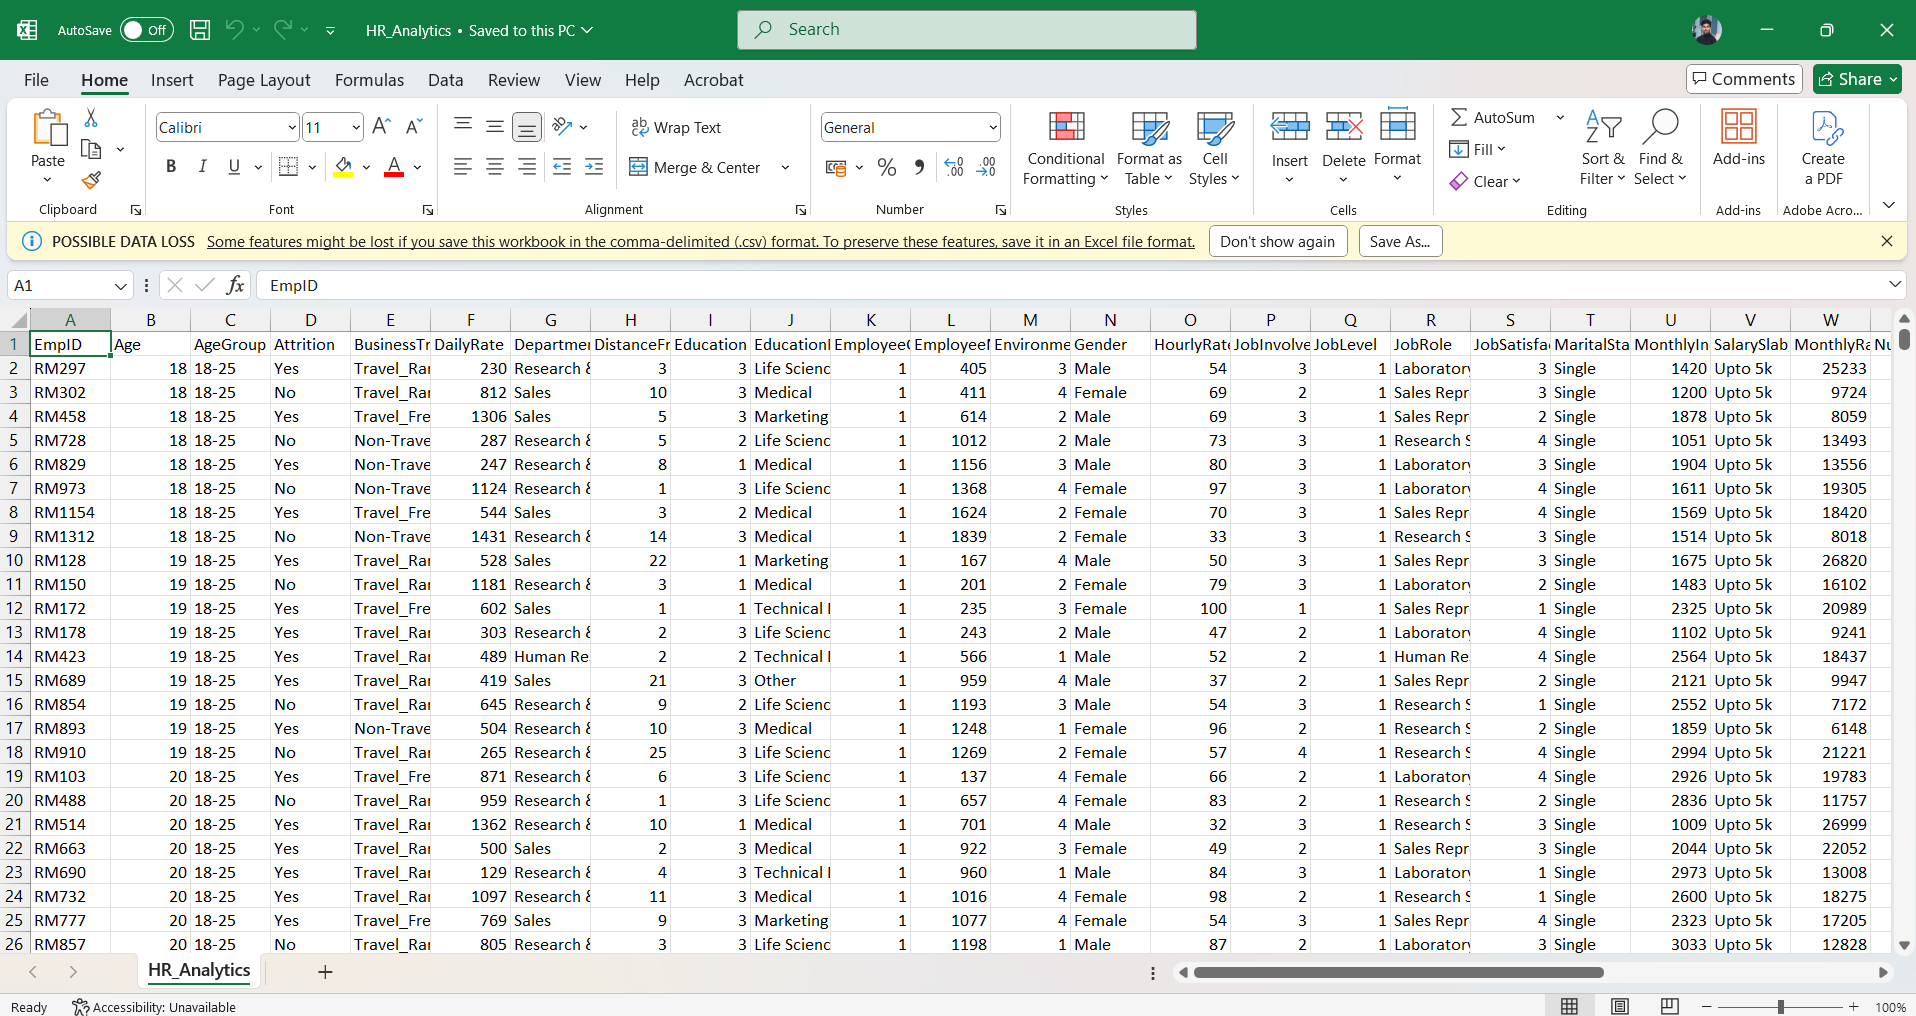 AutoSave Off HR_Analytics • Saved to this PC Search
File Home Insert Page Layout Formulas Data Review View Help Acrobat Comments Share
Paste Calibri 11 Wrap Text General Conditional Formatting Format as Table Cell Styles Insert Delete Format AutoSum Fill Clear Sort & Filter Find & Select Add-ins Create a PDF
B I U Merge & Center % 
Clipboard Font Alignment Number Styles Cells Editing Add-ins Adobe Acro...
POSSIBLE DATA LOSS Some features might be lost if you save this workbook in the comma-delimited (.csv) format. To preserve these features, save it in an Excel file format. Don't show again Save As...
A1 fx EmpID
A B C D E F G H I J K L M N O P Q R S T U V W
1 EmpID Age AgeGroup Attrition BusinessTr DailyRate Departmen DistanceFr Education EducationI EmployeeC EmployeeN Environme Gender HourlyRate JobInvolve JobLevel JobRole JobSatisfa MaritalSta MonthlyIn SalarySlab MonthlyRa Nu
2 RM297 18 18-25 Yes Travel_Rar 230 Research & 3 3 Life Scienc 1 405 3 Male 54 3 1 Laboratory 3 Single 1420 Upto 5k 25233
3 RM302 18 18-25 No Travel_Rar 812 Sales 10 3 Medical 1 411 4 Female 69 2 1 Sales Repr 3 Single 1200 Upto 5k 9724
4 RM458 18 18-25 Yes Travel_Fre 1306 Sales 5 3 Marketing 1 614 2 Male 69 3 1 Sales Repr 2 Single 1878 Upto 5k 8059
5 RM728 18 18-25 No Non-Trave 287 Research & 5 2 Life Scienc 1 1012 2 Male 73 3 1 Research S 4 Single 1051 Upto 5k 13493
6 RM829 18 18-25 Yes Non-Trave 247 Research & 8 1 Medical 1 1156 3 Male 80 3 1 Laboratory 3 Single 1904 Upto 5k 13556
7 RM973 18 18-25 No Non-Trave 1124 Research & 1 3 Life Scienc 1 1368 4 Female 97 3 1 Laboratory 4 Single 1611 Upto 5k 19305
8 RM1154 18 18-25 Yes Travel_Fre 544 Sales 3 2 Medical 1 1624 2 Female 70 3 1 Sales Repr 4 Single 1569 Upto 5k 18420
9 RM1312 18 18-25 No Non-Trave 1431 Research & 14 3 Medical 1 1839 2 Female 33 3 1 Research S 3 Single 1514 Upto 5k 8018
10 RM128 19 18-25 Yes Travel_Rar 528 Sales 22 1 Marketing 1 167 4 Male 50 3 1 Sales Repr 3 Single 1675 Upto 5k 26820
11 RM150 19 18-25 No Travel_Rar 1181 Research & 3 1 Medical 1 201 2 Female 79 3 1 Laboratory 2 Single 1483 Upto 5k 16102
12 RM172 19 18-25 Yes Travel_Fre 602 Sales 1 1 Technical I 1 235 3 Female 100 1 1 Sales Repr 1 Single 2325 Upto 5k 20989
13 RM178 19 18-25 Yes Travel_Rar 303 Research & 2 3 Life Scienc 1 243 2 Male 47 2 1 Laboratory 4 Single 1102 Upto 5k 9241
14 RM423 19 18-25 Yes Travel_Rar 489 Human Re 2 2 Technical I 1 566 1 Male 52 2 1 Human Re 4 Single 2564 Upto 5k 18437
15 RM689 19 18-25 Yes Travel_Rar 419 Sales 21 3 Other 1 959 4 Male 37 2 1 Sales Repr 2 Single 2121 Upto 5k 9947
16 RM854 19 18-25 No Travel_Rar 645 Research & 9 2 Life Scienc 1 1193 3 Male 54 3 1 Research S 1 Single 2552 Upto 5k 7172
17 RM893 19 18-25 Yes Non-Trave 504 Research & 10 3 Medical 1 1248 1 Female 96 2 1 Research S 2 Single 1859 Upto 5k 6148
18 RM910 19 18-25 No Travel_Rar 265 Research & 25 3 Life Scienc 1 1269 2 Female 57 4 1 Research S 4 Single 2994 Upto 5k 21221
19 RM103 20 18-25 Yes Travel_Fre 871 Research & 6 3 Life Scienc 1 137 4 Female 66 2 1 Laboratory 4 Single 2926 Upto 5k 19783
20 RM488 20 18-25 No Travel_Rar 959 Research & 1 3 Life Scienc 1 657 4 Female 83 2 1 Research S 2 Single 2836 Upto 5k 11757
21 RM514 20 18-25 Yes Travel_Rar 1362 Research & 10 1 Medical 1 701 4 Male 32 3 1 Research S 3 Single 1009 Upto 5k 26999
22 RM663 20 18-25 Yes Travel_Rar 500 Sales 2 3 Medical 1 922 3 Female 49 2 1 Sales Repr 3 Single 2044 Upto 5k 22052
23 RM690 20 18-25 Yes Travel_Rar 129 Research & 4 3 Technical I 1 960 1 Male 84 3 1 Laboratory 1 Single 2973 Upto 5k 13008
24 RM732 20 18-25 Yes Travel_Rar 1097 Research & 11 3 Medical 1 1016 4 Female 98 2 1 Research S 1 Single 2600 Upto 5k 18275
25 RM777 20 18-25 Yes Travel_Fre 769 Sales 9 3 Marketing 1 1077 4 Female 54 3 1 Sales Repr 4 Single 2323 Upto 5k 17205
26 RM857 20 18-25 No Travel_Rar 805 Research & 3 3 Life Scienc 1 1198 1 Male 87 2 1 Laboratory 3 Single 3033 Upto 5k 12828
HR_Analytics
Ready Accessibility: Unavailable 100%